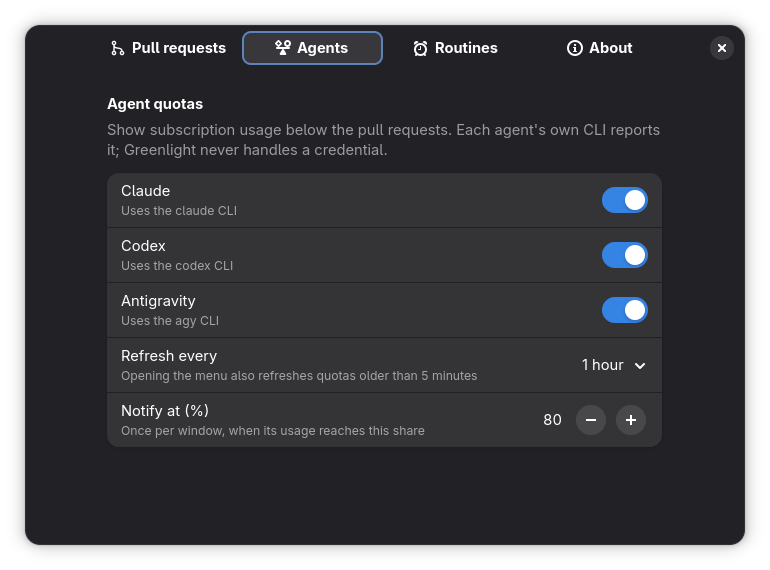 Pull requests
Agents
Routines
About
Agent quotas
Show subscription usage below the pull requests. Each agent's own CLI reports
it; Greenlight never handles a credential.
Claude
Uses the claude CLI
Codex
Uses the codex CLI
Antigravity
Uses the agy CLI
Refresh every
Opening the menu also refreshes quotas older than 5 minutes
1 hour
Notify at (%)
Once per window, when its usage reaches this share
80